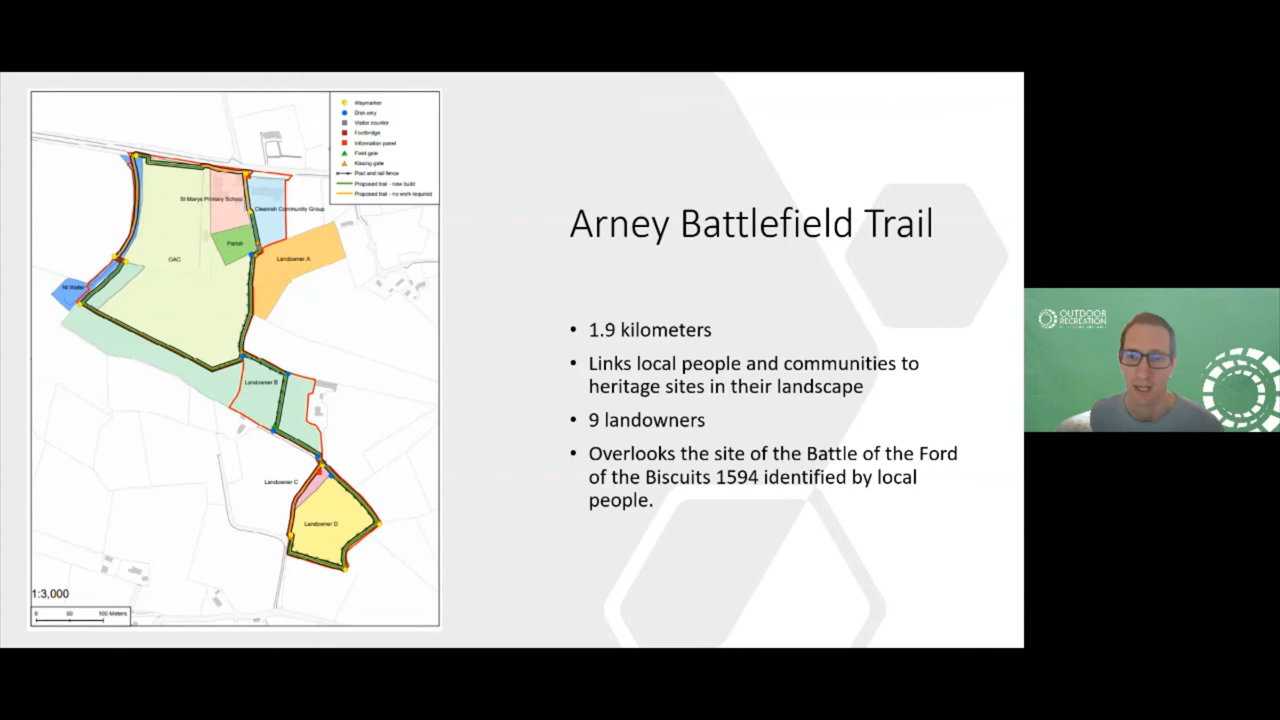 Waymarker
Disk only
Visitor counter
Footbridge
Information panel
Field gate
Kissing gate
Post and rail fence
Proposed trail - new build
Proposed trail - no work required
St Marys Primary School
Cleenish Community Group
Parish
Landowner A
GAC
NI Water
Landowner B
Landowner C
Landowner D
1:3,000
0 50 100 Meters
Arney Battlefield Trail
• 1.9 kilometers
• Links local people and communities to
heritage sites in their landscape
• 9 landowners
• Overlooks the site of the Battle of the Ford
of the Biscuits 1594 identified by local
people.
OUTDOOR
RECREATION